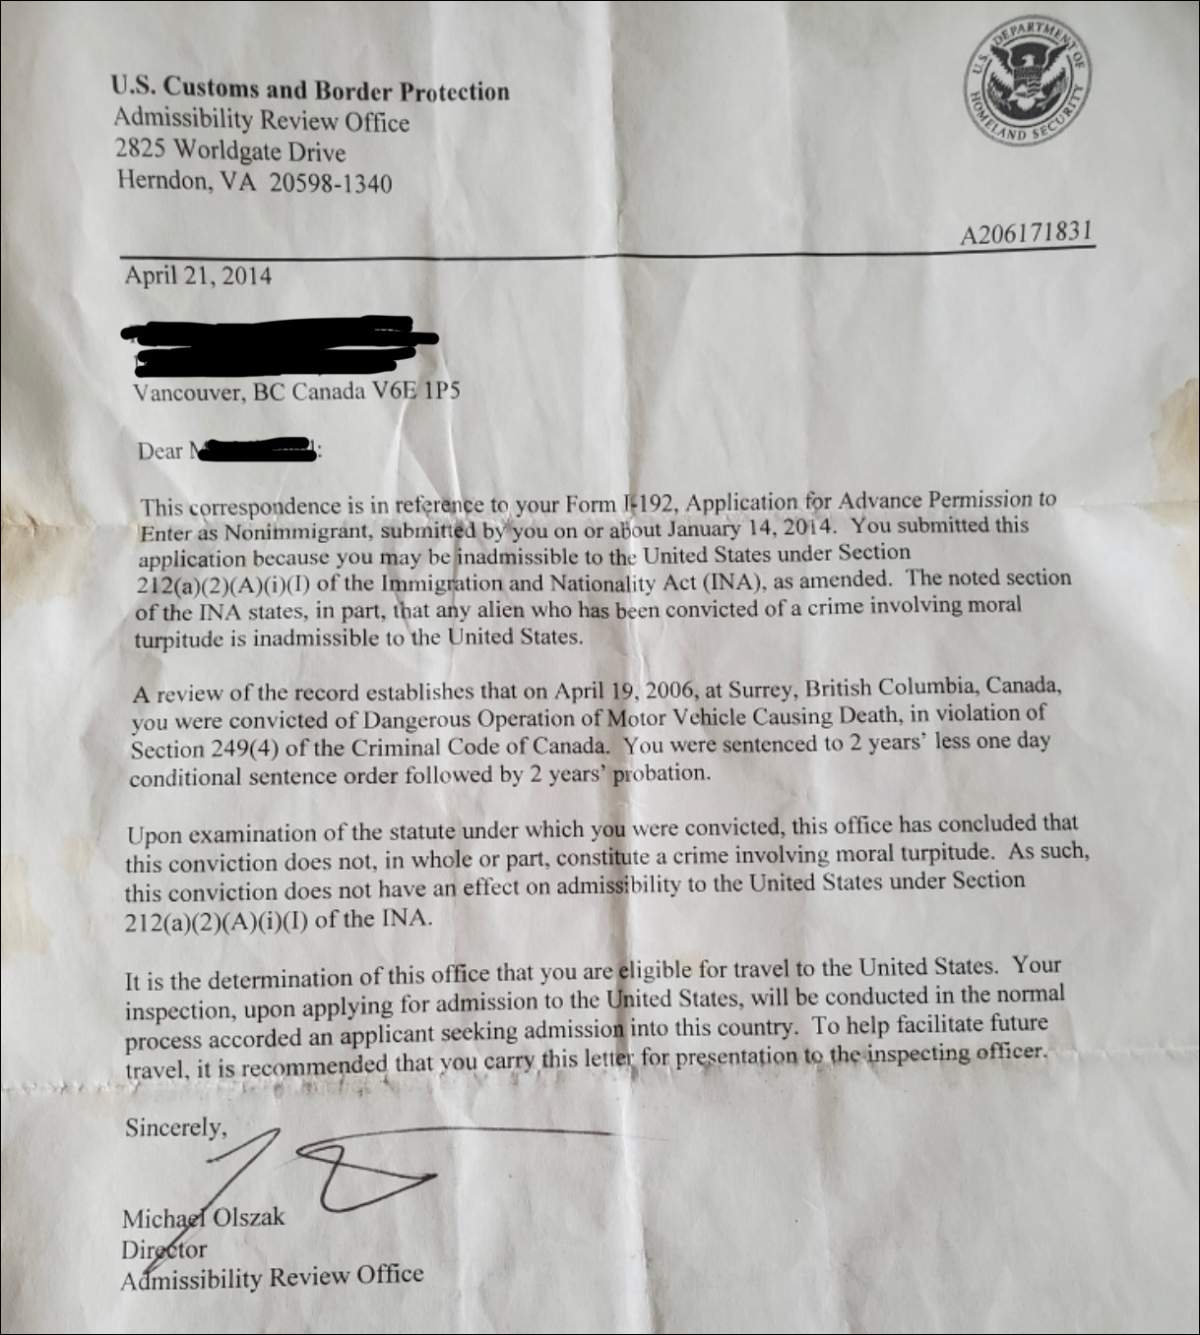 U.S. Customs and Border Protection
Admissibility Review Office
2825 Worldgate Drive
Herndon, VA 20598-1340
U.S. DEPARTMENT OF HOMELAND SECURITY
A206171831
April 21, 2014
Vancouver, BC Canada V6E 1P5
Dear M :
This correspondence is in reference to your Form I-192, Application for Advance Permission to
Enter as Nonimmigrant, submitted by you on or about January 14, 2014. You submitted this
application because you may be inadmissible to the United States under Section
212(a)(2)(A)(i)(I) of the Immigration and Nationality Act (INA), as amended. The noted section
of the INA states, in part, that any alien who has been convicted of a crime involving moral
turpitude is inadmissible to the United States.
A review of the record establishes that on April 19, 2006, at Surrey, British Columbia, Canada,
you were convicted of Dangerous Operation of Motor Vehicle Causing Death, in violation of
Section 249(4) of the Criminal Code of Canada. You were sentenced to 2 years’ less one day
conditional sentence order followed by 2 years’ probation.
Upon examination of the statute under which you were convicted, this office has concluded that
this conviction does not, in whole or part, constitute a crime involving moral turpitude. As such,
this conviction does not have an effect on admissibility to the United States under Section
212(a)(2)(A)(i)(I) of the INA.
It is the determination of this office that you are eligible for travel to the United States. Your
inspection, upon applying for admission to the United States, will be conducted in the normal
process accorded an applicant seeking admission into this country. To help facilitate future
travel, it is recommended that you carry this letter for presentation to the inspecting officer.
Sincerely,
Michael Olszak
Director
Admissibility Review Office